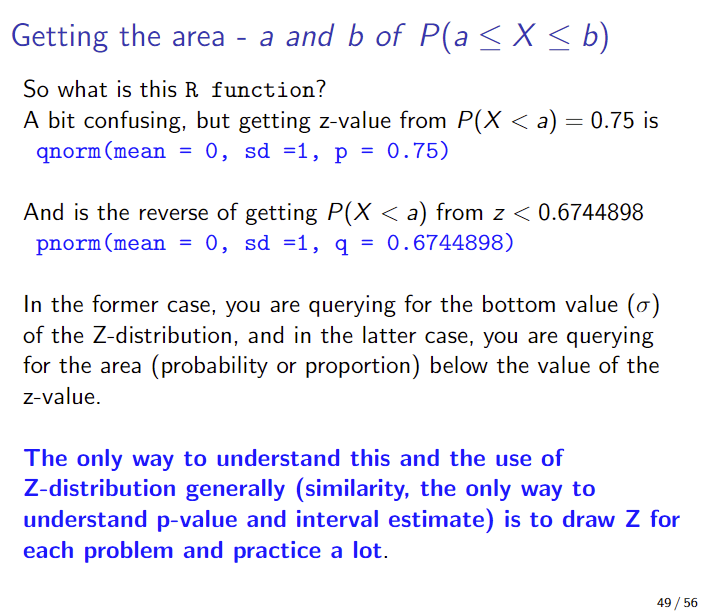 Getting the area - a and b of P(a ≤ X ≤ b)
So what is this R function?
A bit confusing, but getting z-value from P(X < a) = 0.75 is
qnorm(mean = 0, sd =1, p = 0.75)
And is the reverse of getting P(X < a) from z < 0.6744898
pnorm(mean = 0, sd =1, q = 0.6744898)
In the former case, you are querying for the bottom value (σ)
of the Z-distribution, and in the latter case, you are querying
for the area (probability or proportion) below the value of the
z-value.
The only way to understand this and the use of
Z-distribution generally (similarity, the only way to
understand p-value and interval estimate) is to draw Z for
each problem and practice a lot.
49 / 56